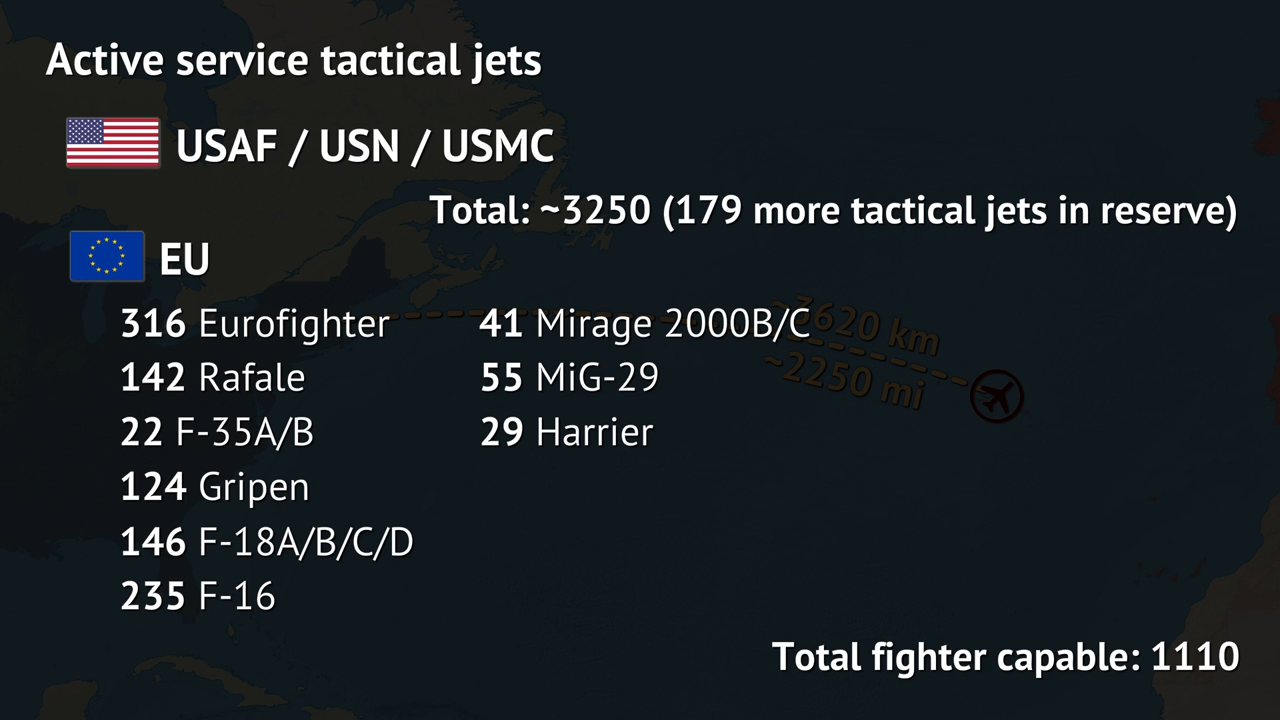 Active service tactical jets
USAF / USN / USMC
Total: ~3250 (179 more tactical jets in reserve)
EU
316 Eurofighter
142 Rafale
22 F-35A/B
124 Gripen
146 F-18A/B/C/D
235 F-16
41 Mirage 2000B/C
55 MiG-29
29 Harrier
~3620 km
~2250 mi
Total fighter capable: 1110